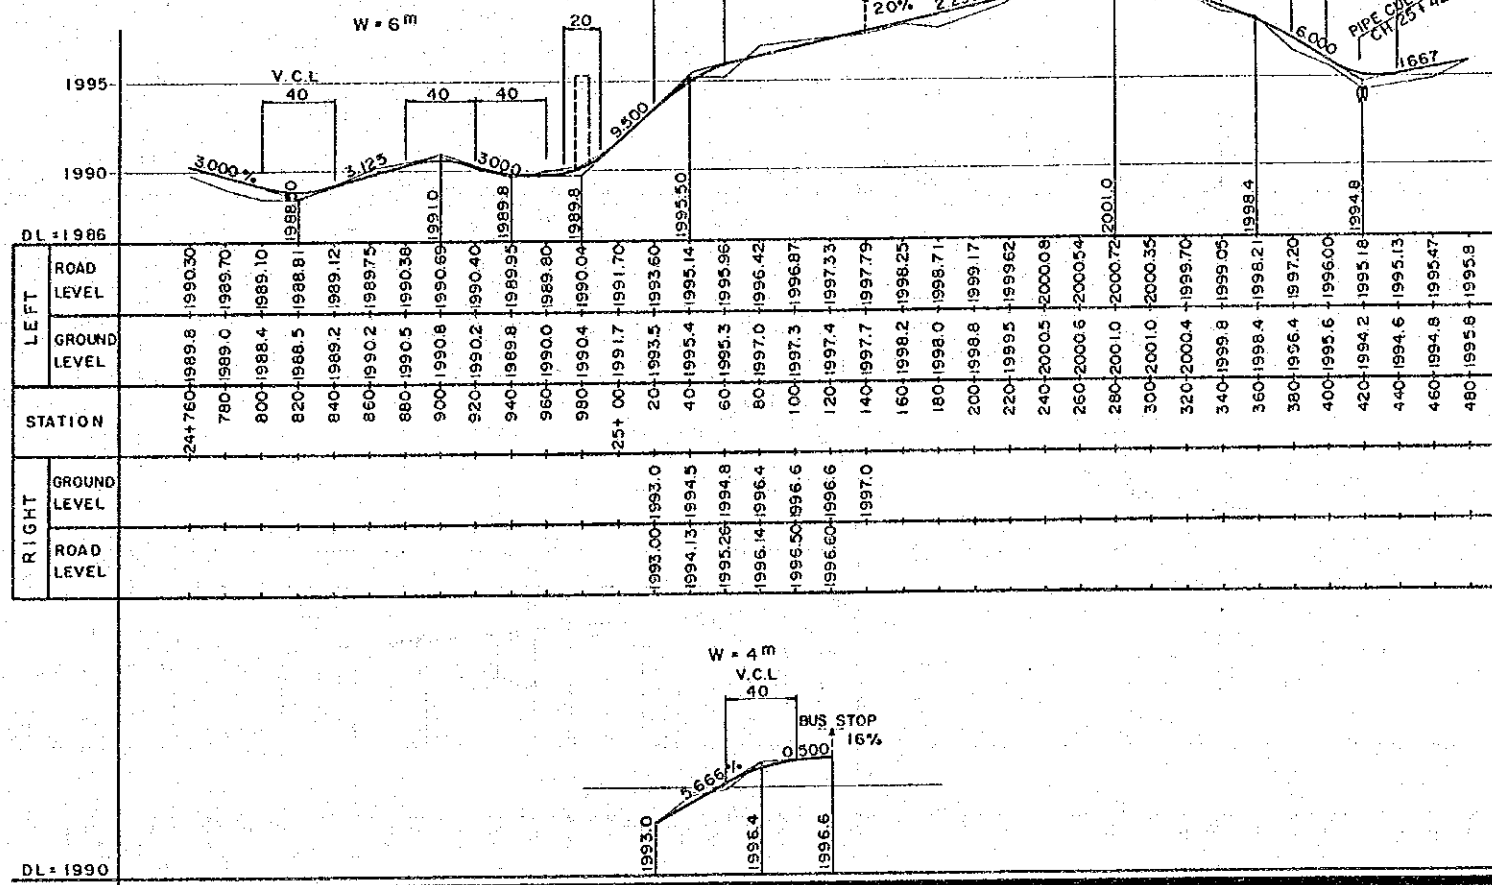 W = 6 m
20
20%
PIPE
CH 25+42
6.000
1667
1995
V.C.L
40
40
40
9.500
3.000%
3.125
3.000
1990
1988.50
1991.0
1989.8
1989.8
1995.50
2001.0
1998.4
1994.8
DL = 1986
LEFT
ROAD LEVEL
1990.30 1989.70 1989.10 1988.81 1989.12 1989.75 1990.38 1990.69 1990.40 1989.95 1989.80 1990.04 1991.70 1993.60 1995.14 1995.96 1996.42 1996.87 1997.33 1997.79 1998.25 1998.71 1999.17 1999.62 2000.08 2000.54 2000.72 2000.35 1999.70 1999.05 1998.21 1997.20 1996.00 1995.18 1995.13 1995.47 1995.8
GROUND LEVEL
1989.8 1989.0 1988.4 1988.5 1989.2 1990.2 1990.5 1990.8 1990.2 1989.8 1990.0 1990.4 1991.7 1993.5 1995.4 1995.3 1997.0 1997.3 1997.4 1997.7 1998.2 1998.0 1998.8 1999.5 2000.5 2000.6 2001.0 2001.0 2000.4 1999.8 1998.4 1996.4 1995.6 1994.2 1994.6 1994.8 1995.8
STATION
24+760 780 800 820 840 860 880 900 920 940 960 980 25+00 20 40 60 80 100 120 140 160 180 200 220 240 260 280 300 320 340 360 380 400 420 440 460 480
RIGHT
GROUND LEVEL
1993.0 1994.5 1994.8 1996.4 1996.6 1996.6 1997.0
ROAD LEVEL
1993.00 1994.13 1995.26 1996.14 1996.50 1996.60
W = 4 m
V.C.L
40
BUS STOP
16%
0.500
5.666%
1993.0
1996.4
1996.6
DL = 1990